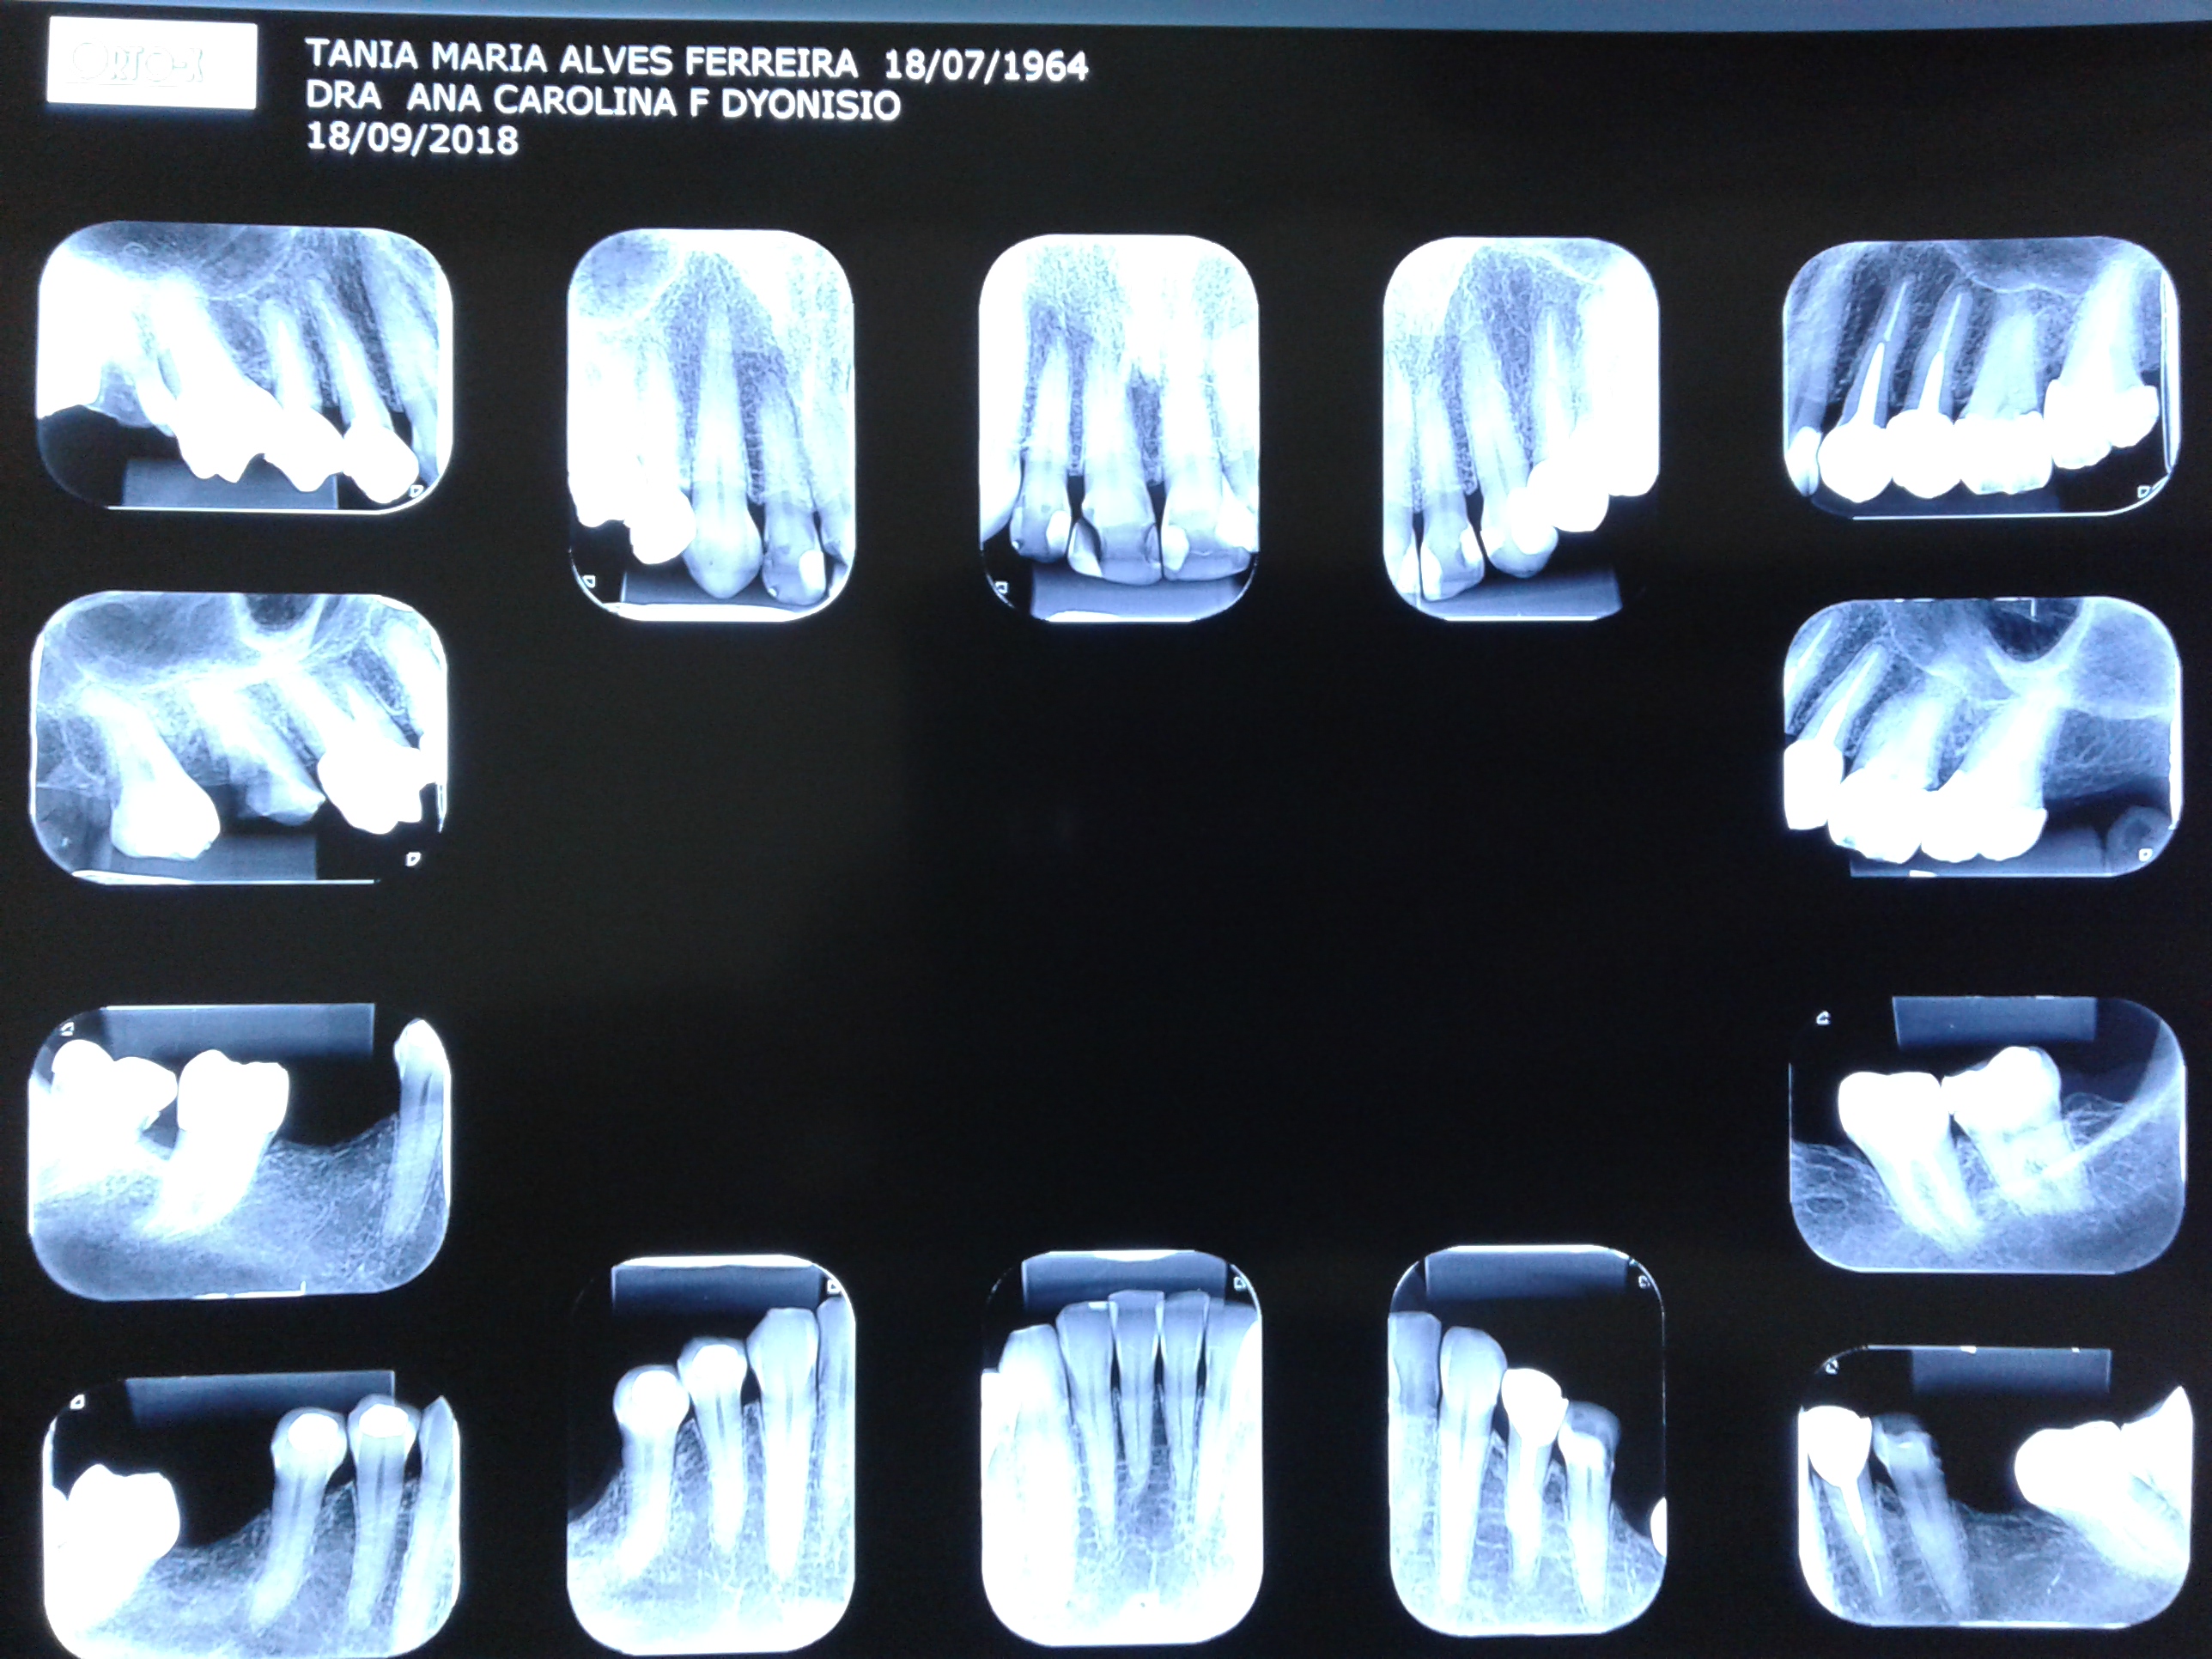 TANIA MARIA ALVES FERREIRA 18/07/1964
DRA ANA CAROLINA F DYONISIO
18/09/2018